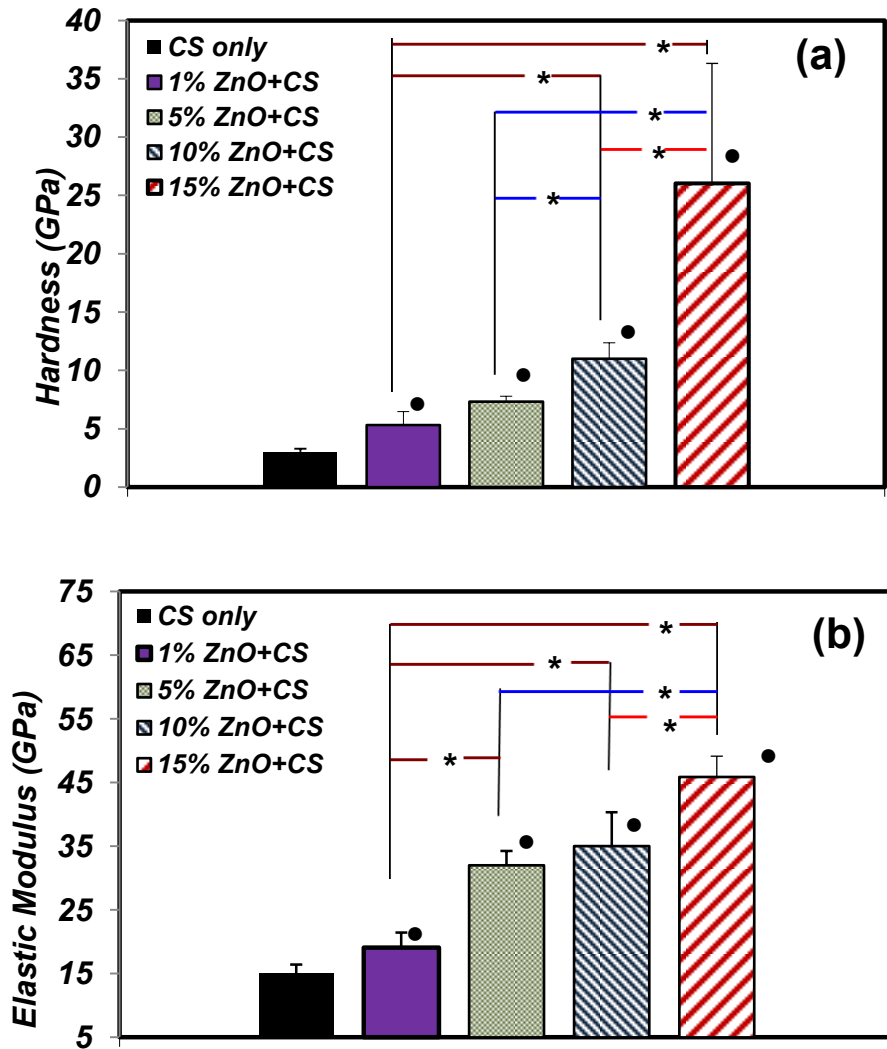 40
35
30
25
20
15
10
5
0
Hardness (GPa)
CS only
1% ZnO+CS
5% ZnO+CS
10% ZnO+CS
15% ZnO+CS
(a)
*
*
*
*
*
75
65
55
45
35
25
15
5
Elastic Modulus (GPa)
CS only
1% ZnO+CS
5% ZnO+CS
10% ZnO+CS
15% ZnO+CS
(b)
*
*
*
*
*